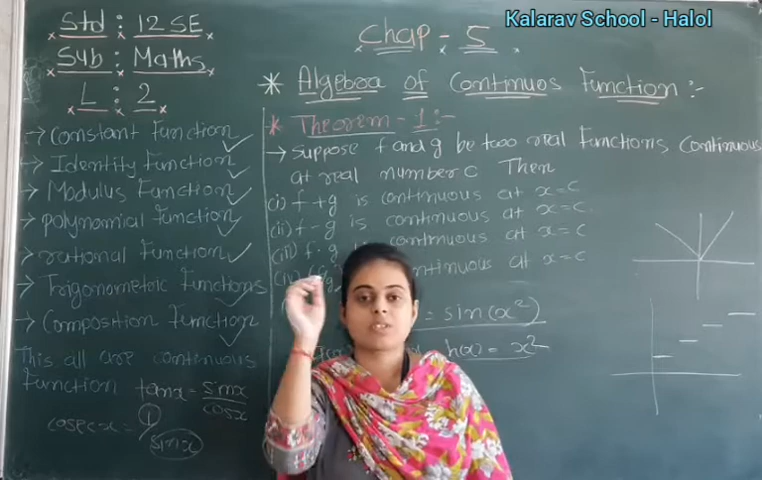 Kalarav School - Halol
Std : 12 SE
Sub : Maths
L : 2
Chap - 5
* Algebra of Continuos Function :-
* Theorem - 1 :-
→ Suppose f and g be two real Functions Continuous
at real number c Then
(i) f + g is continuous at x = c
(ii) f - g is continuous at x = c
(iii) f · g continuous at x = c
(iv) continuous at x = c
= sin(x²)
h(x) = x²
→ Constant Function
→ Identity Function
→ Modulus Function
→ polynomial function
→ rational Function
→ Trigonometric Functions
→ Composition Function
This all are continuous
Function tanx = sinx
cosx
cosecx = 1
sinx